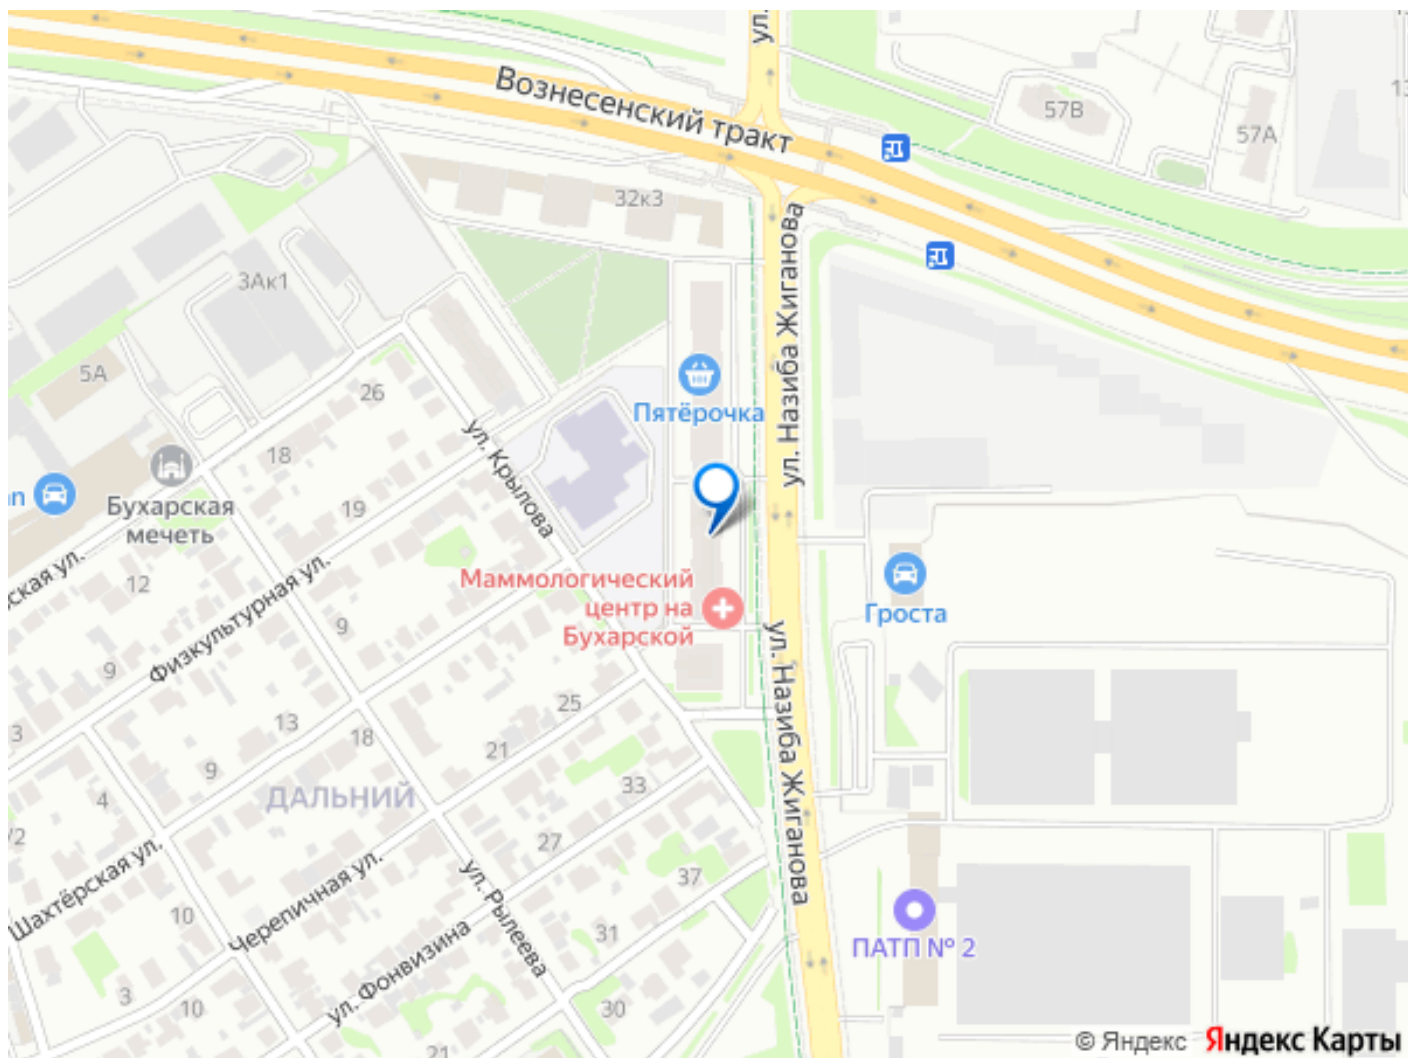 ул.
Вознесенский тракт
57В
57А
32к3
3Ак1
ул. Назиба Жиганова
5А
26
Пятёрочка
ул. Крылова
18
Бухарская
мечеть
19
Маммологический
центр на
Бухарской
Гроста
12
9
Физкультурная ул.
9
ул. Назиба Жиганова
25
13
18
21
3
9
33
ДАЛЬНИЙ
4
27
Шахтёрская ул.
Черепичная ул.
37
10
ул. Рылеева
31
ул. Фонвизина
ПАТП № 2
3
10
30
21
© Яндекс Яндекс Карты